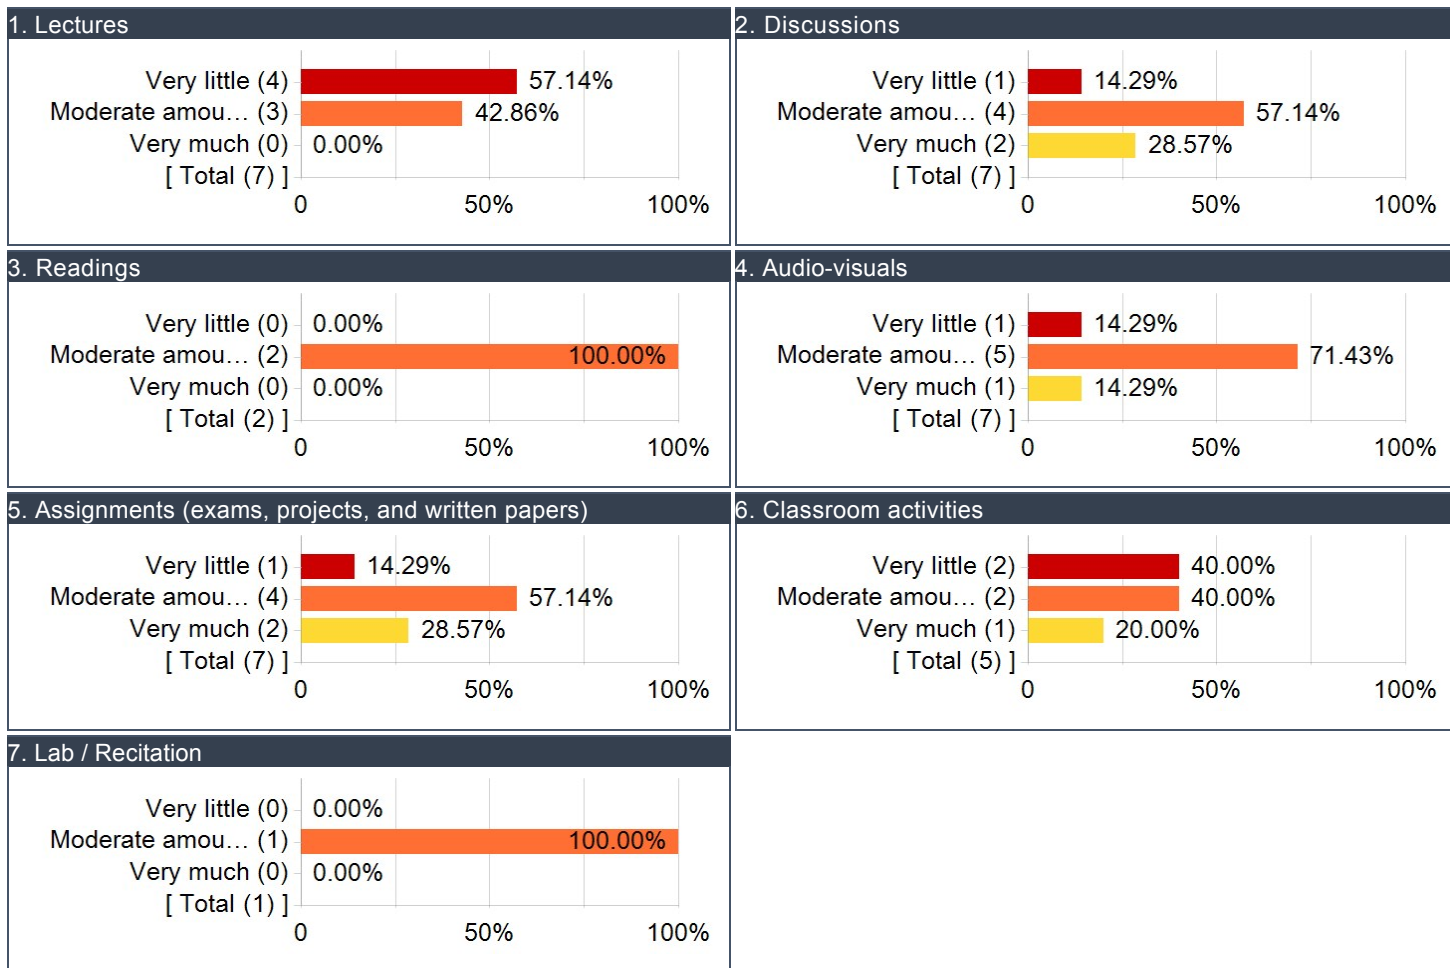 1. Lectures
Very little (4) 57.14%
Moderate amou… (3) 42.86%
Very much (0) 0.00%
[ Total (7) ]
0 50% 100%
2. Discussions
Very little (1) 14.29%
Moderate amou… (4) 57.14%
Very much (2) 28.57%
[ Total (7) ]
0 50% 100%
3. Readings
Very little (0) 0.00%
Moderate amou… (2) 100.00%
Very much (0) 0.00%
[ Total (2) ]
0 50% 100%
4. Audio-visuals
Very little (1) 14.29%
Moderate amou… (5) 71.43%
Very much (1) 14.29%
[ Total (7) ]
0 50% 100%
5. Assignments (exams, projects, and written papers)
Very little (1) 14.29%
Moderate amou… (4) 57.14%
Very much (2) 28.57%
[ Total (7) ]
0 50% 100%
6. Classroom activities
Very little (2) 40.00%
Moderate amou… (2) 40.00%
Very much (1) 20.00%
[ Total (5) ]
0 50% 100%
7. Lab / Recitation
Very little (0) 0.00%
Moderate amou… (1) 100.00%
Very much (0) 0.00%
[ Total (1) ]
0 50% 100%